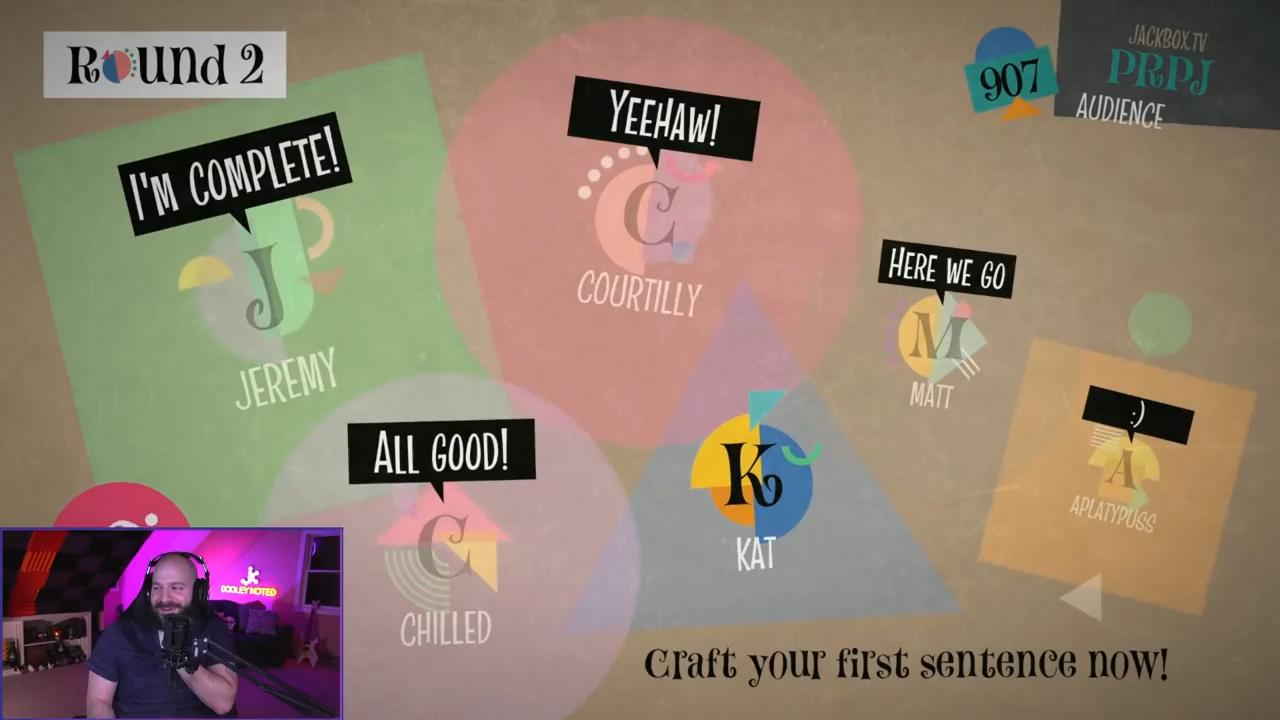 Round 2
JACKBOX.TV
PRPJ
907
AUDIENCE
I'M COMPLETE!
YEEHAW!
J
C
JEREMY
COURTILLY
HERE WE GO
M
MATT
:)
A
APLATYPUSS
ALL GOOD!
C
CHILLED
K
KAT
JC
DOOLEY NOTED
Craft your first sentence now!